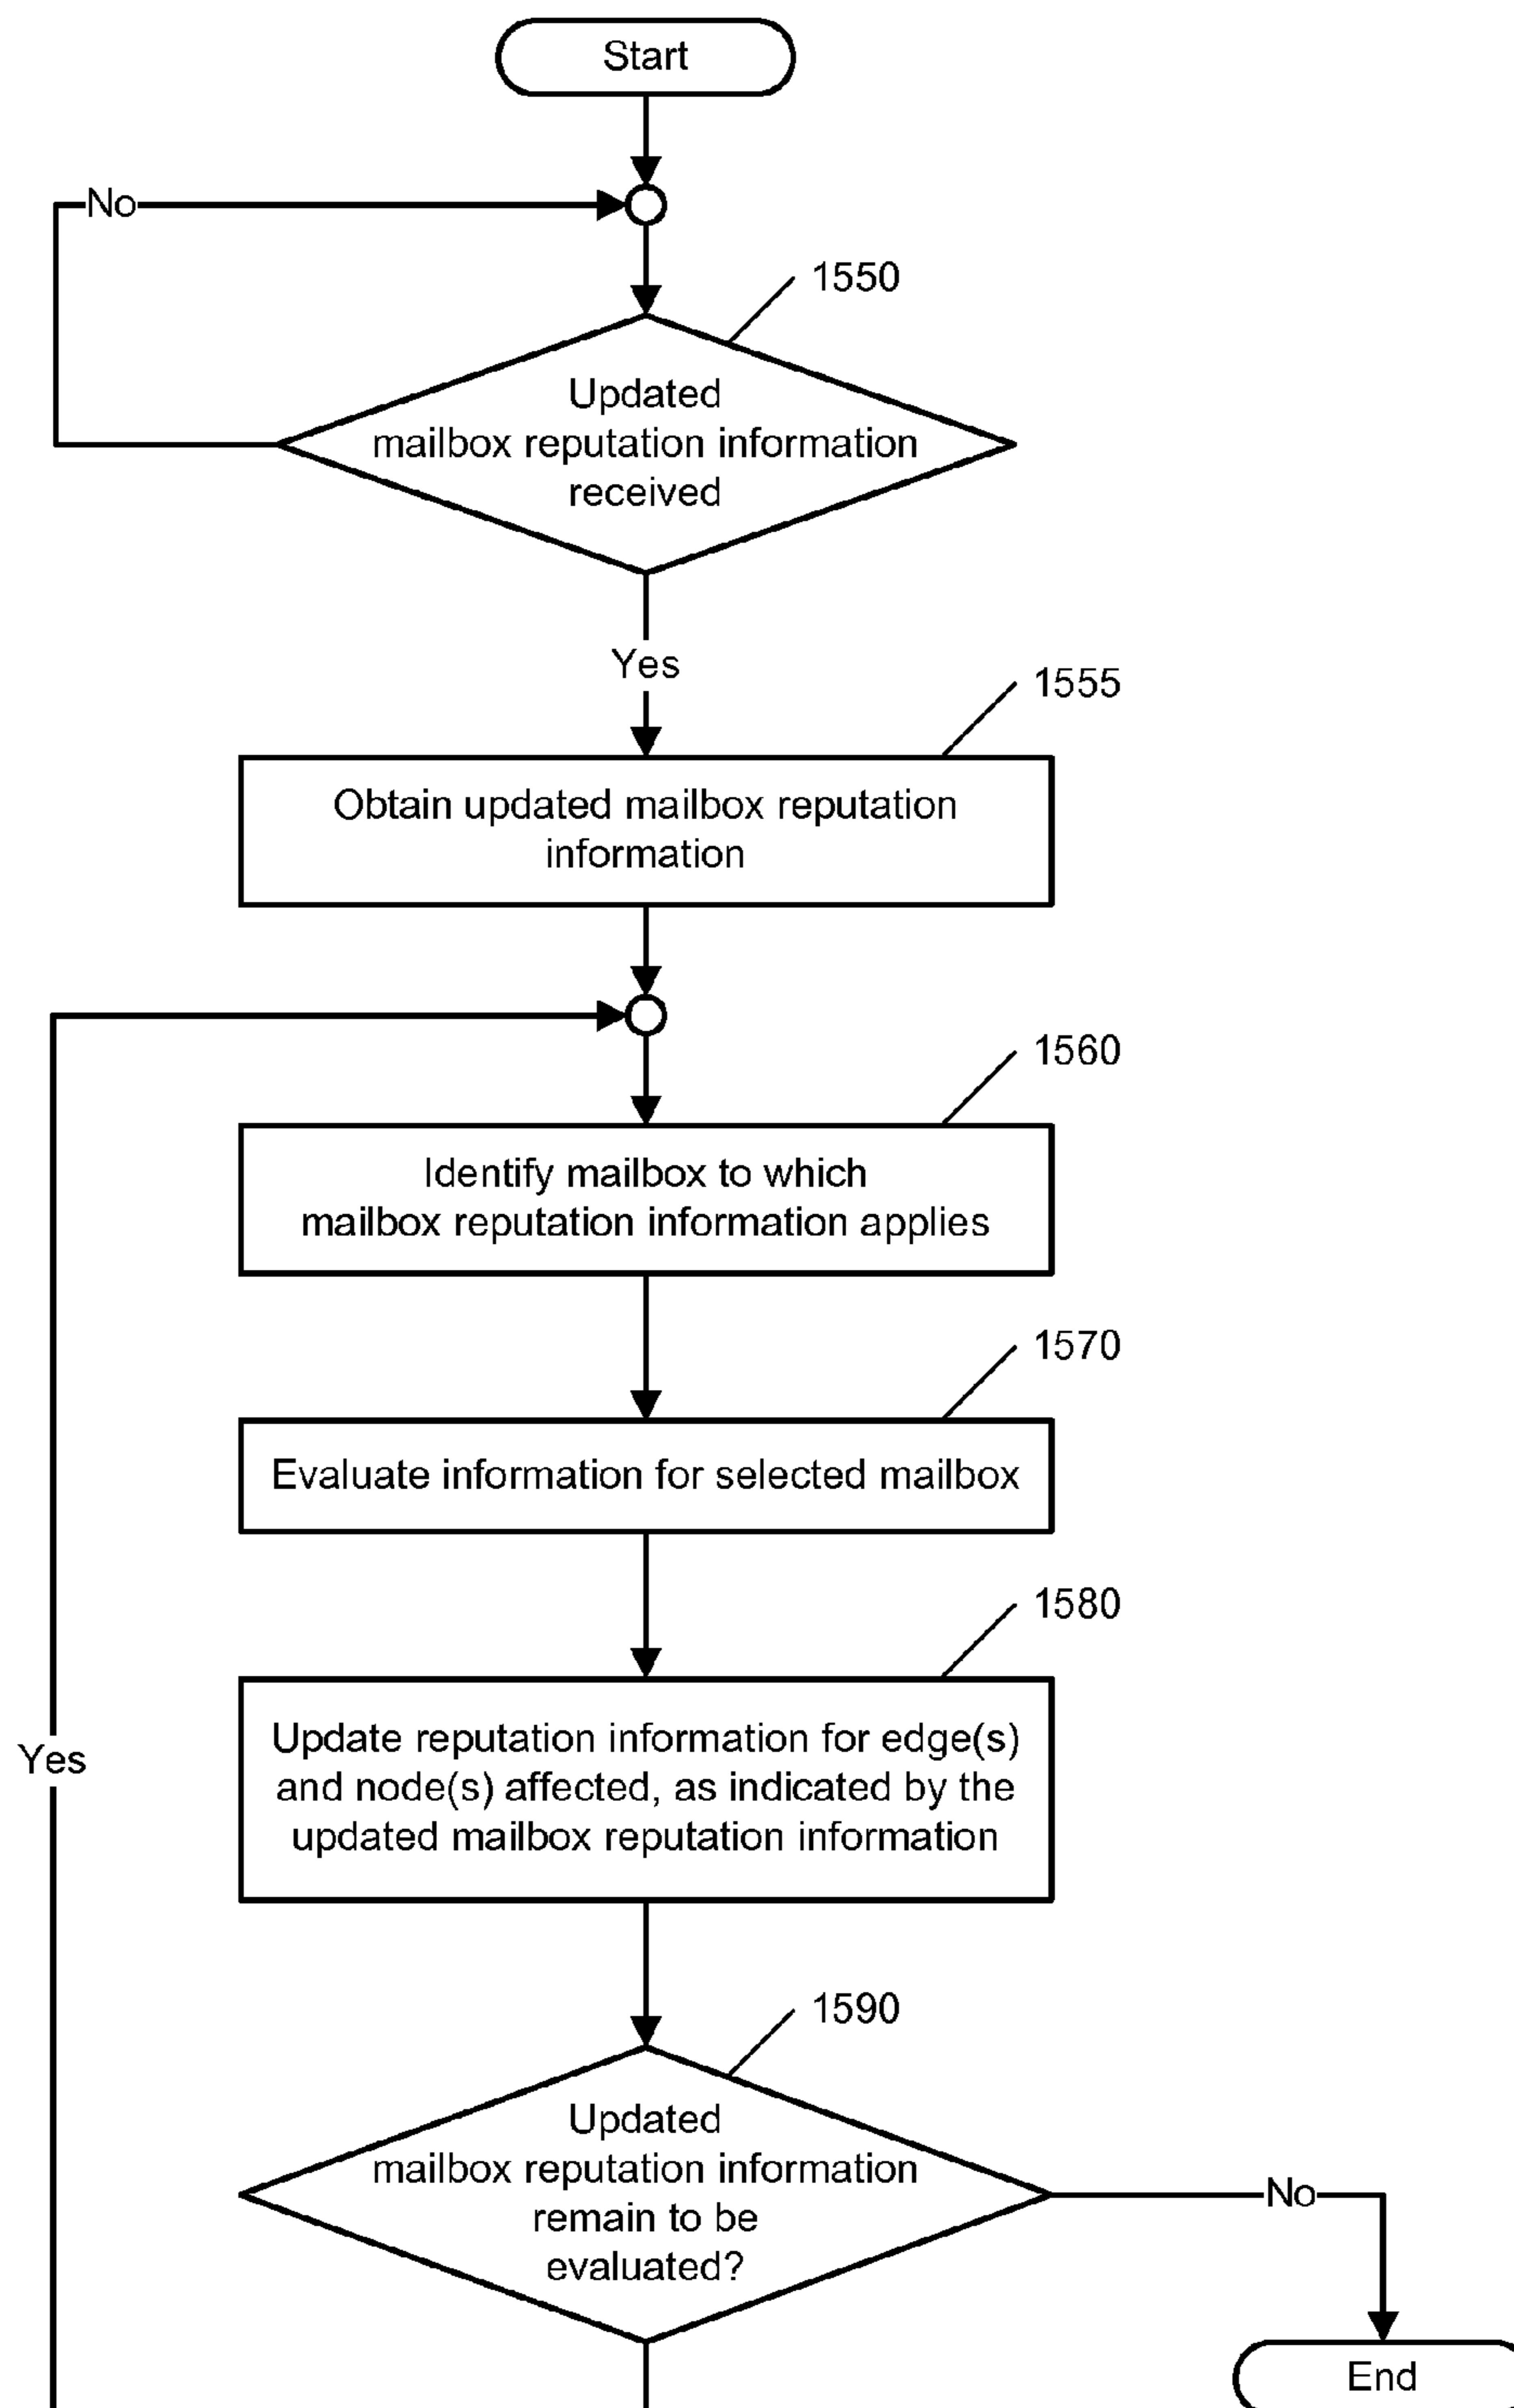 Start
No
1550
Updated
mailbox reputation information
received
Yes
1555
Obtain updated mailbox reputation
information
1560
Identify mailbox to which
mailbox reputation information applies
1570
Evaluate information for selected mailbox
1580
Update reputation information for edge(s)
and node(s) affected, as indicated by the
updated mailbox reputation information
Yes
1590
Updated
mailbox reputation information
remain to be
evaluated?
No
End